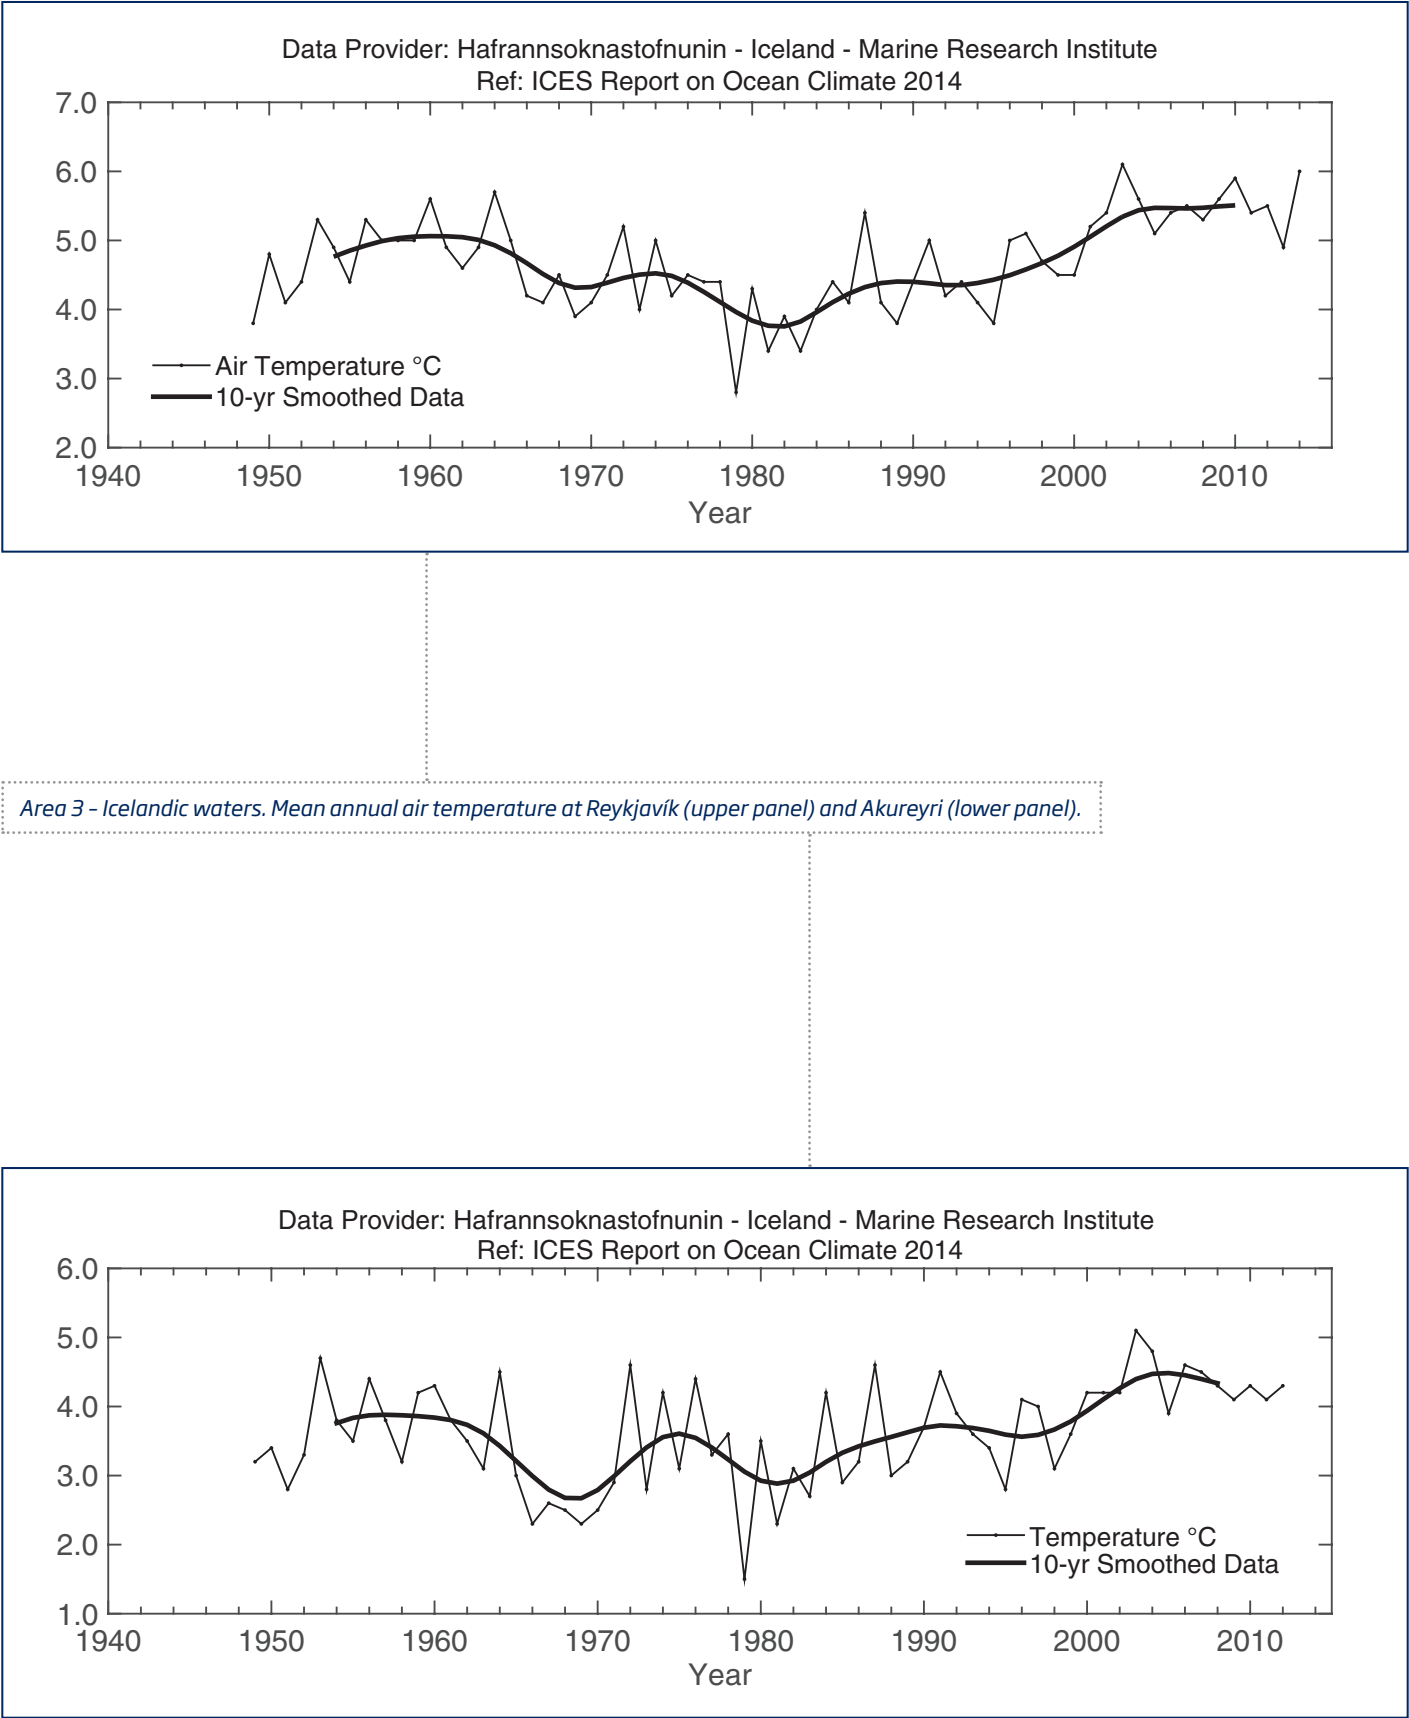 Data Provider: Hafrannsoknastofnunin - Iceland - Marine Research Institute
Ref: ICES Report on Ocean Climate 2014
7.0
6.0
5.0
4.0
3.0
2.0
Air Temperature °C
10-yr Smoothed Data
1940 1950 1960 1970 1980 1990 2000 2010
Year
Area 3 – Icelandic waters. Mean annual air temperature at Reykjavík (upper panel) and Akureyri (lower panel).
Data Provider: Hafrannsoknastofnunin - Iceland - Marine Research Institute
Ref: ICES Report on Ocean Climate 2014
6.0
5.0
4.0
3.0
2.0
1.0
Temperature °C
10-yr Smoothed Data
1940 1950 1960 1970 1980 1990 2000 2010
Year